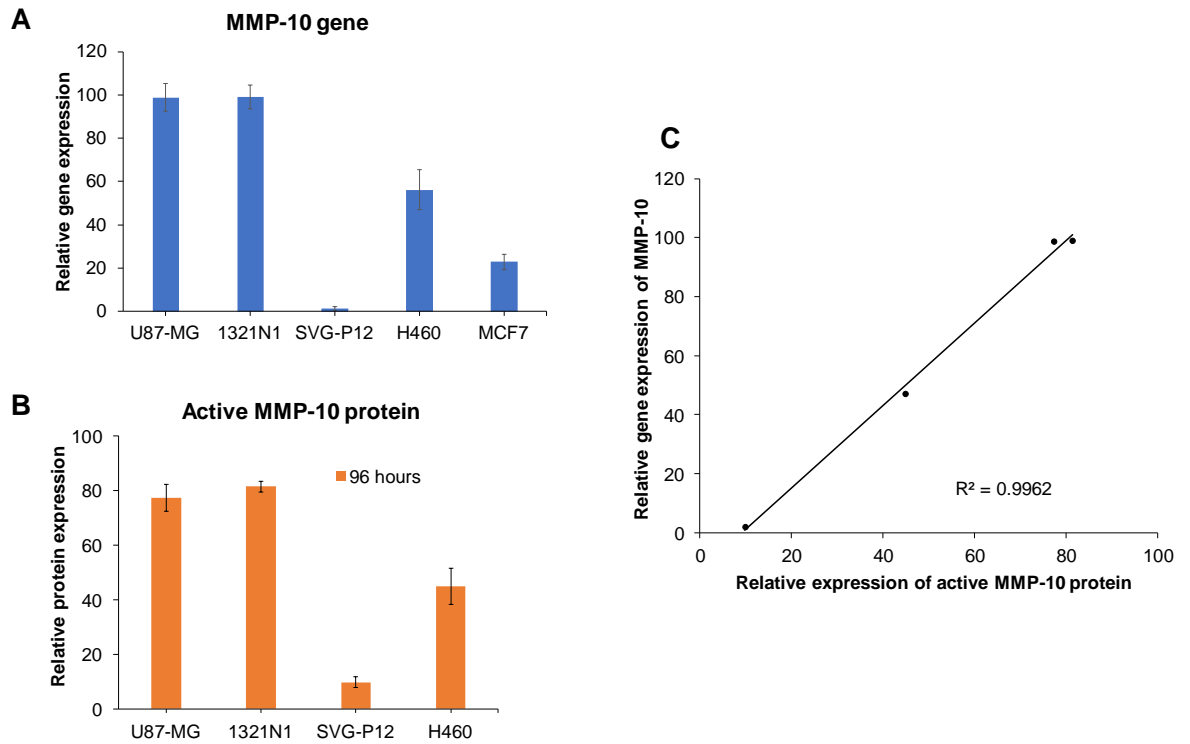 A
MMP-10 gene
Relative gene expression
120
100
80
60
40
20
0
U87-MG 1321N1 SVG-P12 H460 MCF7
B
Active MMP-10 protein
Relative protein expression
100
80
60
40
20
0
96 hours
U87-MG 1321N1 SVG-P12 H460
C
Relative gene expression of MMP-10
120
100
80
60
40
20
0
R² = 0.9962
0 20 40 60 80 100
Relative expression of active MMP-10 protein